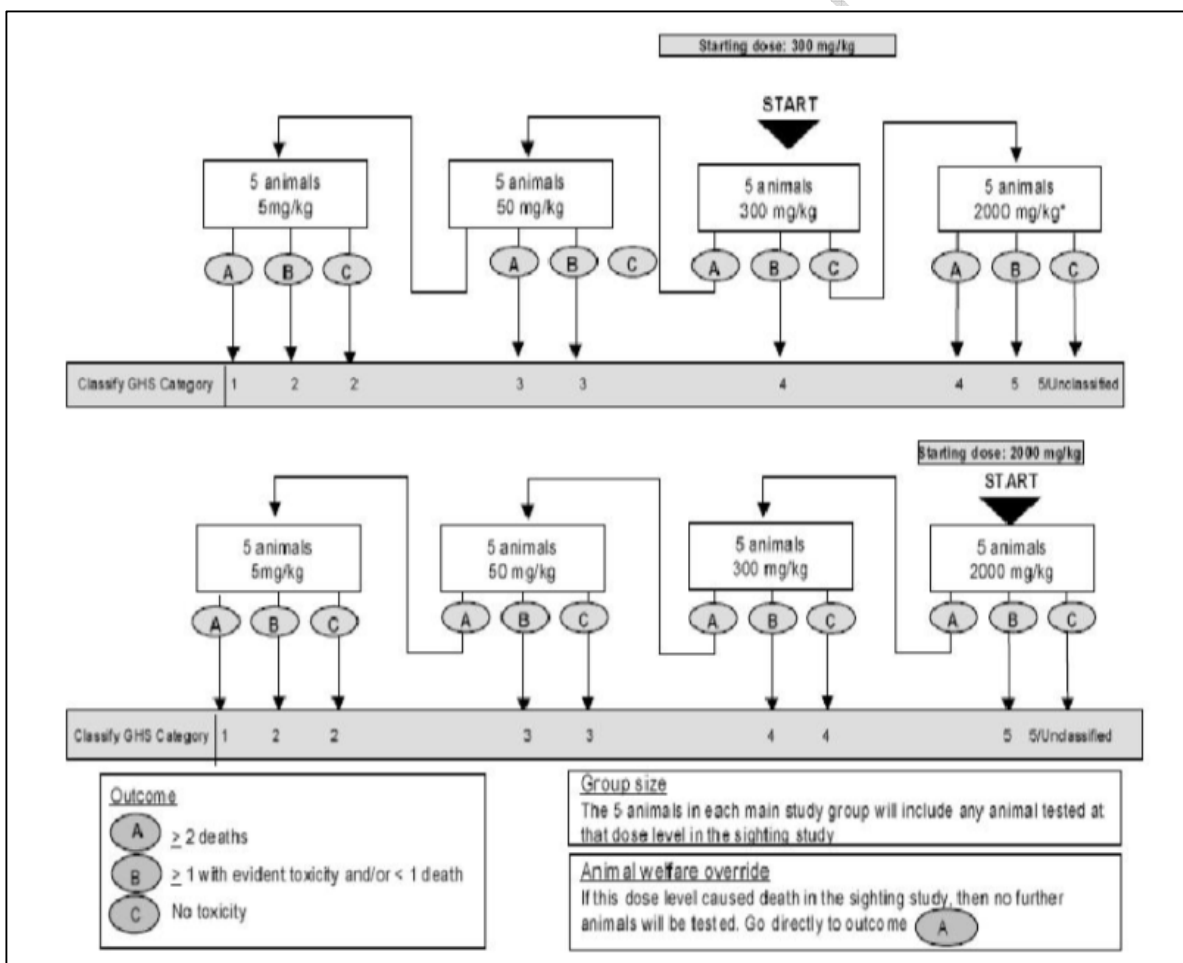 Starting dose: 300 mg/kg
START
5 animals
5mg/kg
5 animals
50 mg/kg
5 animals
300 mg/kg
5 animals
2000 mg/kg*
A B C A B C A B C A B C
Classify GHS Category 1 2 2 3 3 4 4 5 5/Unclassified
Starting dose: 2000 mg/kg
START
5 animals
5mg/kg
5 animals
50 mg/kg
5 animals
300 mg/kg
5 animals
2000 mg/kg
A B C A B C A B C A B C
Classify GHS Category 1 2 2 3 3 4 4 5 5/Unclassified
Outcome
A ≥ 2 deaths
B ≥ 1 with evident toxicity and/or < 1 death
C No toxicity
Group size
The 5 animals in each main study group will include any animal tested at
that dose level in the sighting study
Animal welfare override
If this dose level caused death in the sighting study, then no further
animals will be tested. Go directly to outcome A